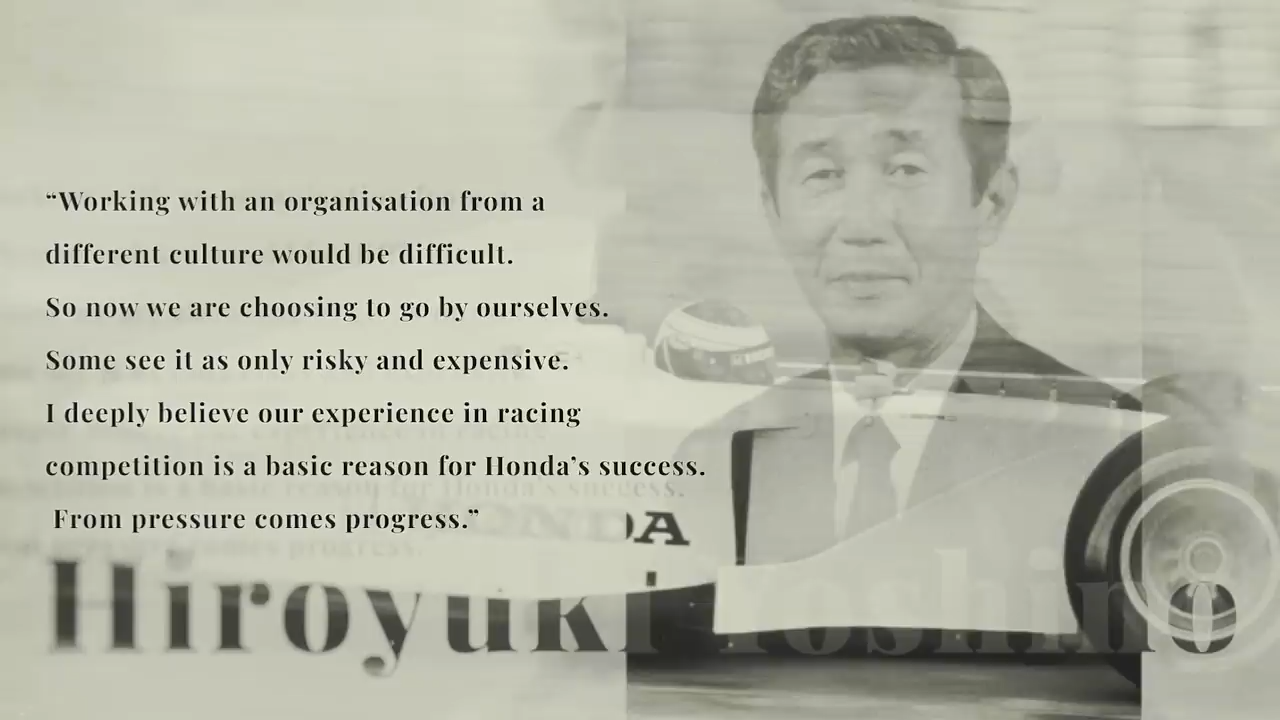 “Working with an organisation from a
different culture would be difficult.
So now we are choosing to go by ourselves.
Some see it as only risky and expensive.
I deeply believe our experience in racing
competition is a basic reason for Honda’s success.
From pressure comes progress.”
HONDA
Hiroyuki Yoshino